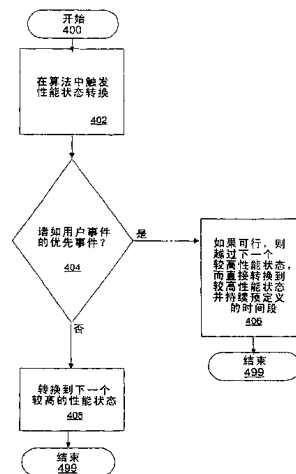 开始
400
在算法中触发
性能状态转换
402
诸如用户事件
的优先事件？
404
是
如果可行，则
越过下一个
较高性能状态，
而直接转换到
较高性能状态
并持续预定义
的时间段
406
结束
499
否
转换到下一个
较高的性能状态
408
结束
499